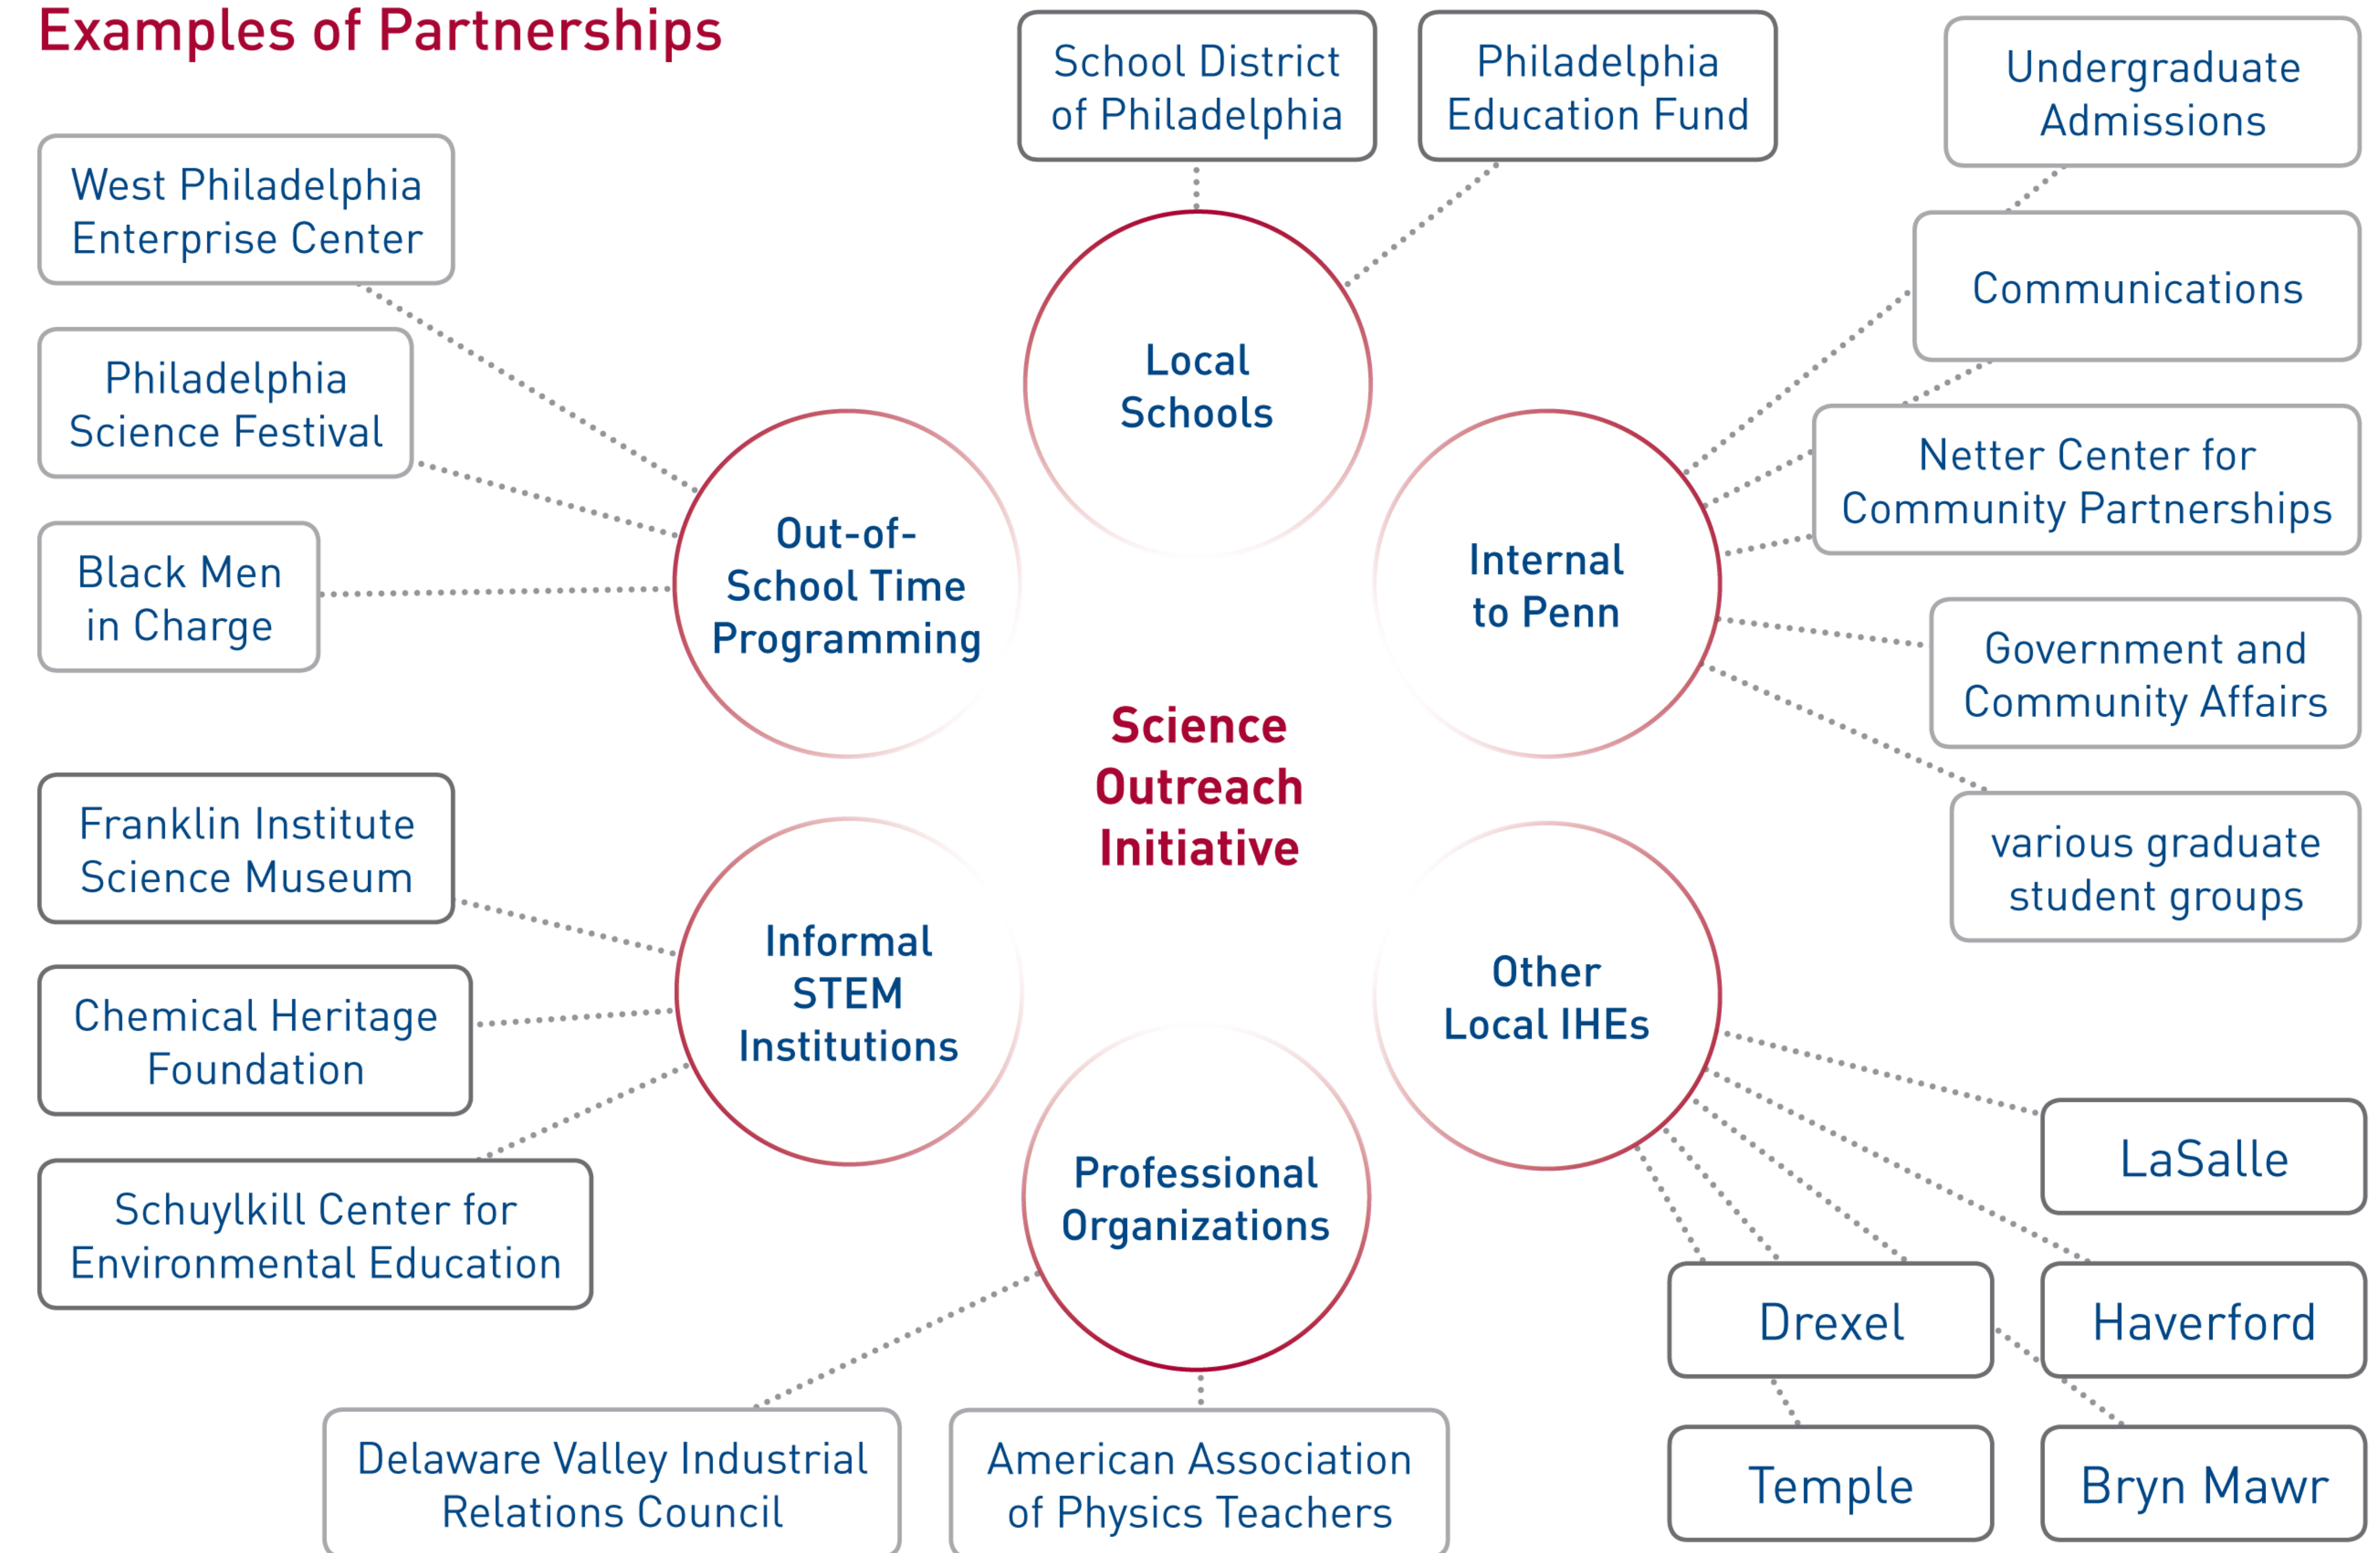 Examples of Partnerships
School District
of Philadelphia
Philadelphia
Education Fund
Undergraduate
Admissions
West Philadelphia
Enterprise Center
Communications
Philadelphia
Science Festival
Local
Schools
Netter Center for
Community Partnerships
Black Men
in Charge
Out-of-
School Time
Programming
Internal
to Penn
Government and
Community Affairs
Science
Outreach
Initiative
Franklin Institute
Science Museum
various graduate
student groups
Informal
STEM
Institutions
Other
Local IHEs
Chemical Heritage
Foundation
Schuylkill Center for
Environmental Education
Professional
Organizations
LaSalle
Drexel
Haverford
Delaware Valley Industrial
Relations Council
American Association
of Physics Teachers
Temple
Bryn Mawr